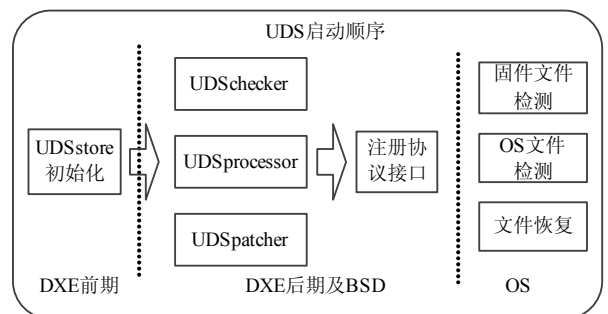 UDS启动顺序
UDSstore
初始化
UDSchecker
UDSprocessor
UDSpatcher
注册协
议接口
固件文件
检测
OS文件
检测
文件恢复
DXE前期
DXE后期及BSD
OS